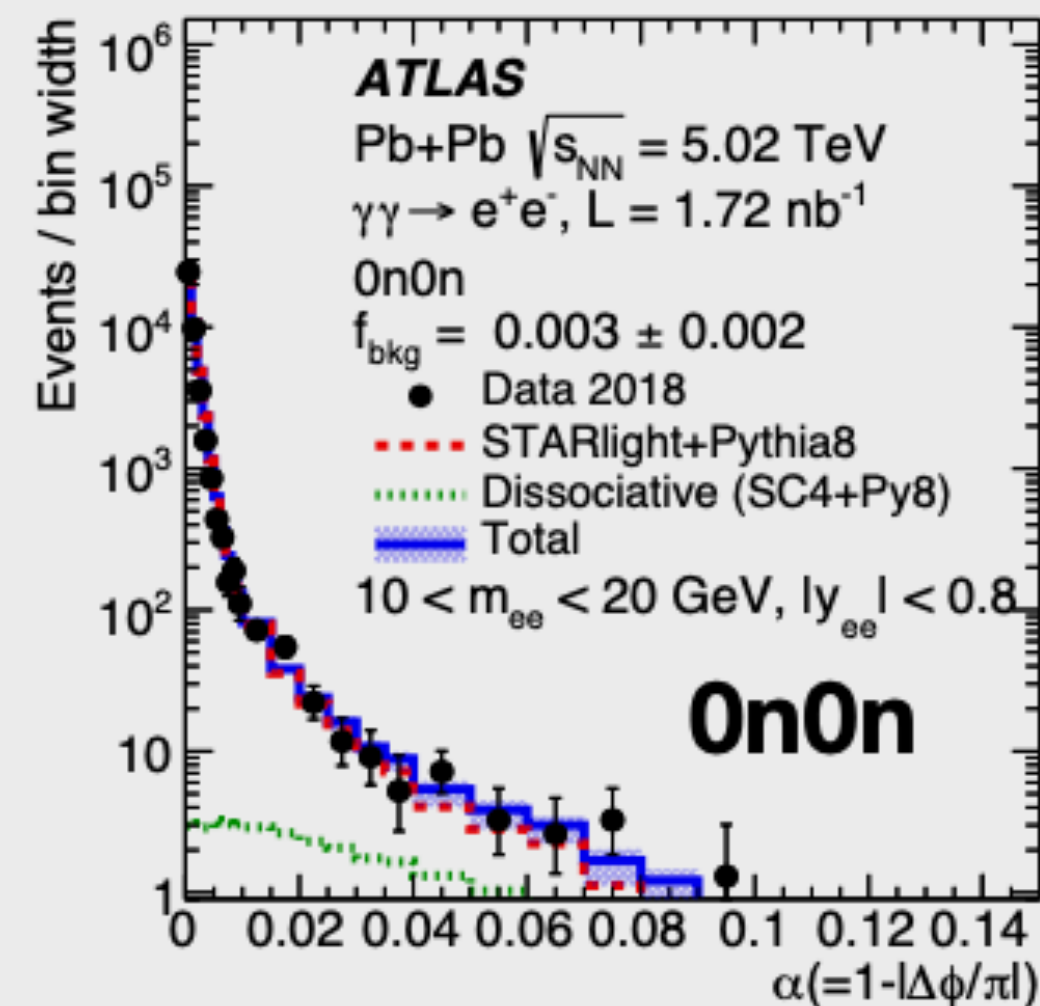 Events / bin width
10⁶
10⁵
10⁴
10³
10²
10
1
ATLAS
Pb+Pb √s_NN = 5.02 TeV
γγ→ e⁺e⁻, L = 1.72 nb⁻¹
0n0n
f_bkg = 0.003 ± 0.002
Data 2018
STARlight+Pythia8
Dissociative (SC4+Py8)
Total
10 < m_ee < 20 GeV, |y_ee| < 0.8
0n0n
0 0.02 0.04 0.06 0.08 0.1 0.12 0.14
α(=1-|Δϕ/π|)